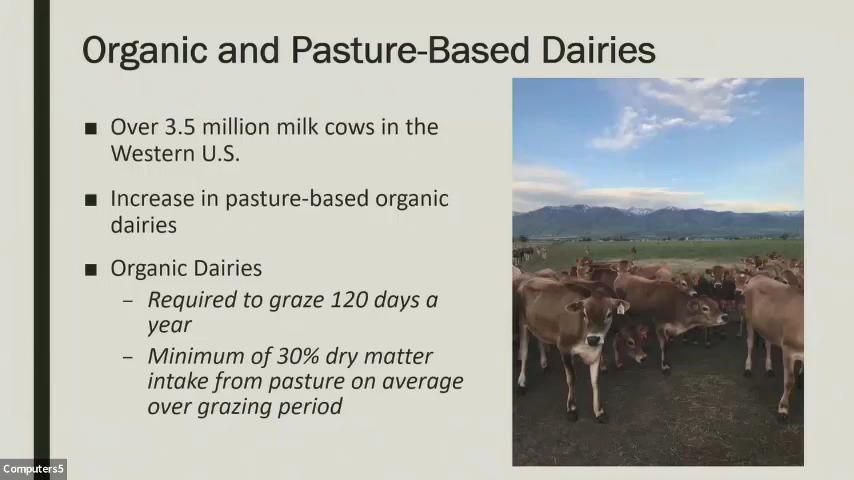 Organic and Pasture-Based Dairies
■ Over 3.5 million milk cows in the
Western U.S.
■ Increase in pasture-based organic
dairies
■ Organic Dairies
– Required to graze 120 days a
year
– Minimum of 30% dry matter
intake from pasture on average
over grazing period
Computers5